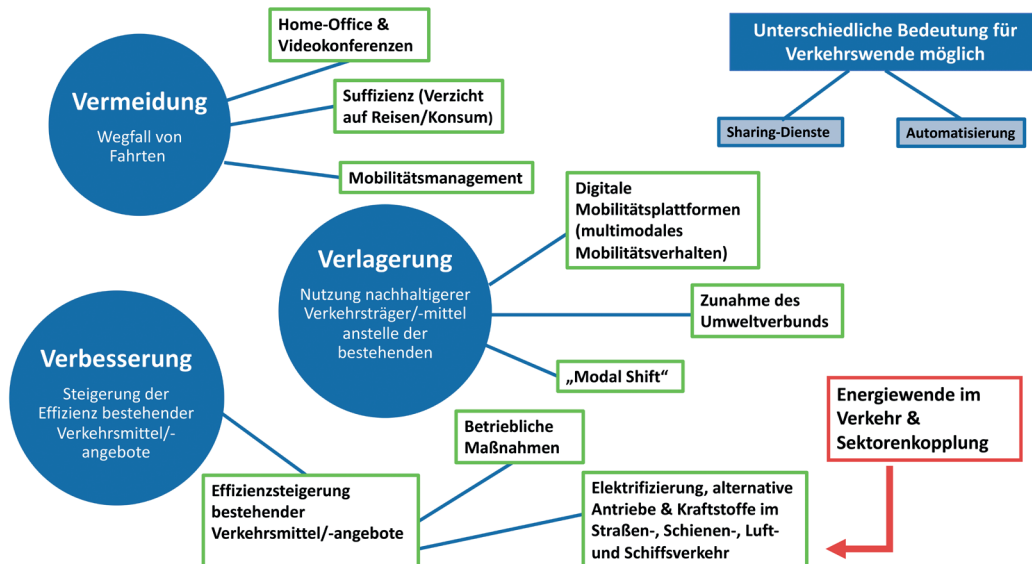 Home-Office &
Videokonferenzen
Unterschiedliche Bedeutung für
Verkehrswende möglich
Vermeidung
Wegfall von
Fahrten
Suffizienz (Verzicht
auf Reisen/Konsum)
Mobilitätsmanagement
Sharing-Dienste
Automatisierung
Verlagerung
Nutzung nachhaltigerer
Verkehrsträger/-mittel
anstelle der
bestehenden
Digitale
Mobilitätsplattformen
(multimodales
Mobilitätsverhalten)
Zunahme des
Umweltverbunds
„Modal Shift“
Verbesserung
Steigerung der
Effizienz bestehender
Verkehrsmittel/-
angebote
Effizienzsteigerung
bestehender
Verkehrsmittel/-angebote
Betriebliche
Maßnahmen
Elektrifizierung, alternative
Antriebe & Kraftstoffe im
Straßen-, Schienen-, Luft-
und Schiffsverkehr
Energiewende im
Verkehr &
Sektorenkopplung